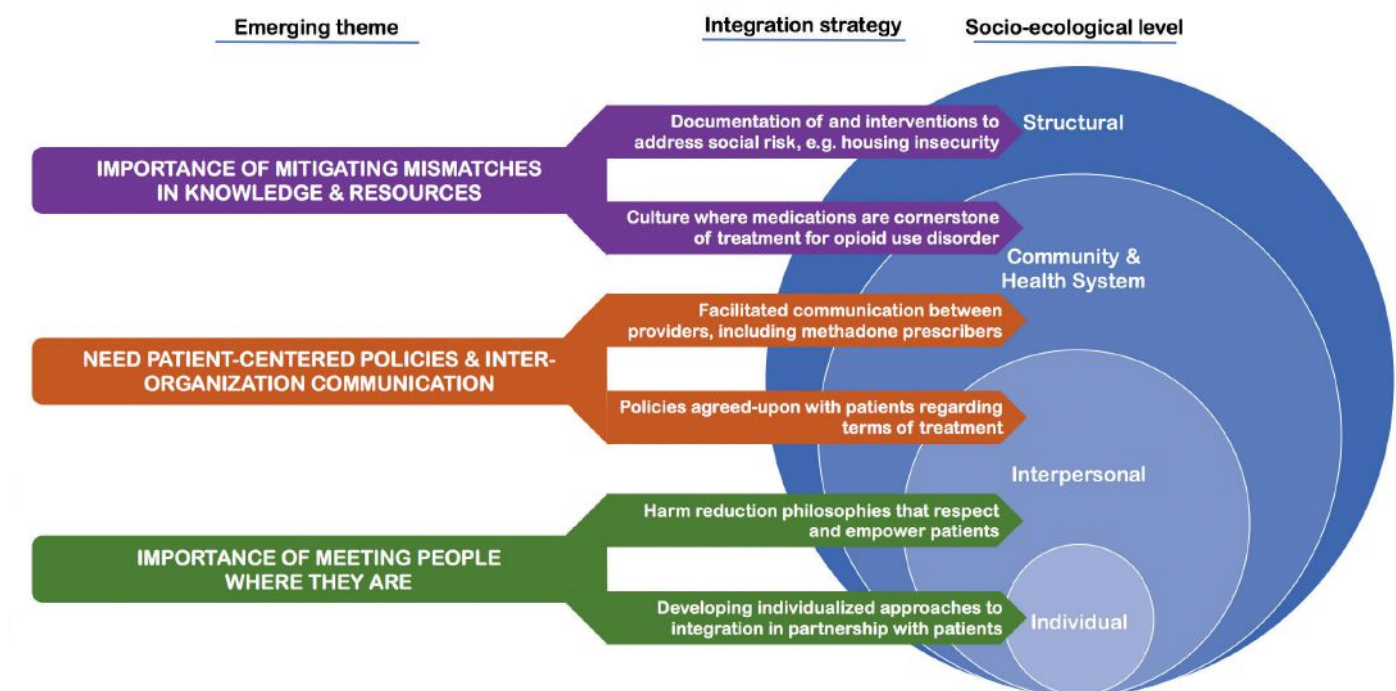 Emerging theme
Integration strategy
Socio-ecological level
IMPORTANCE OF MITIGATING MISMATCHES
IN KNOWLEDGE & RESOURCES
Documentation of and interventions to
address social risk, e.g. housing insecurity
Culture where medications are cornerstone
of treatment for opioid use disorder
NEED PATIENT-CENTERED POLICIES & INTER-
ORGANIZATION COMMUNICATION
Facilitated communication between
providers, including methadone prescribers
Policies agreed-upon with patients regarding
terms of treatment
IMPORTANCE OF MEETING PEOPLE
WHERE THEY ARE
Harm reduction philosophies that respect
and empower patients
Developing individualized approaches to
integration in partnership with patients
Structural
Community &
Health System
Interpersonal
Individual